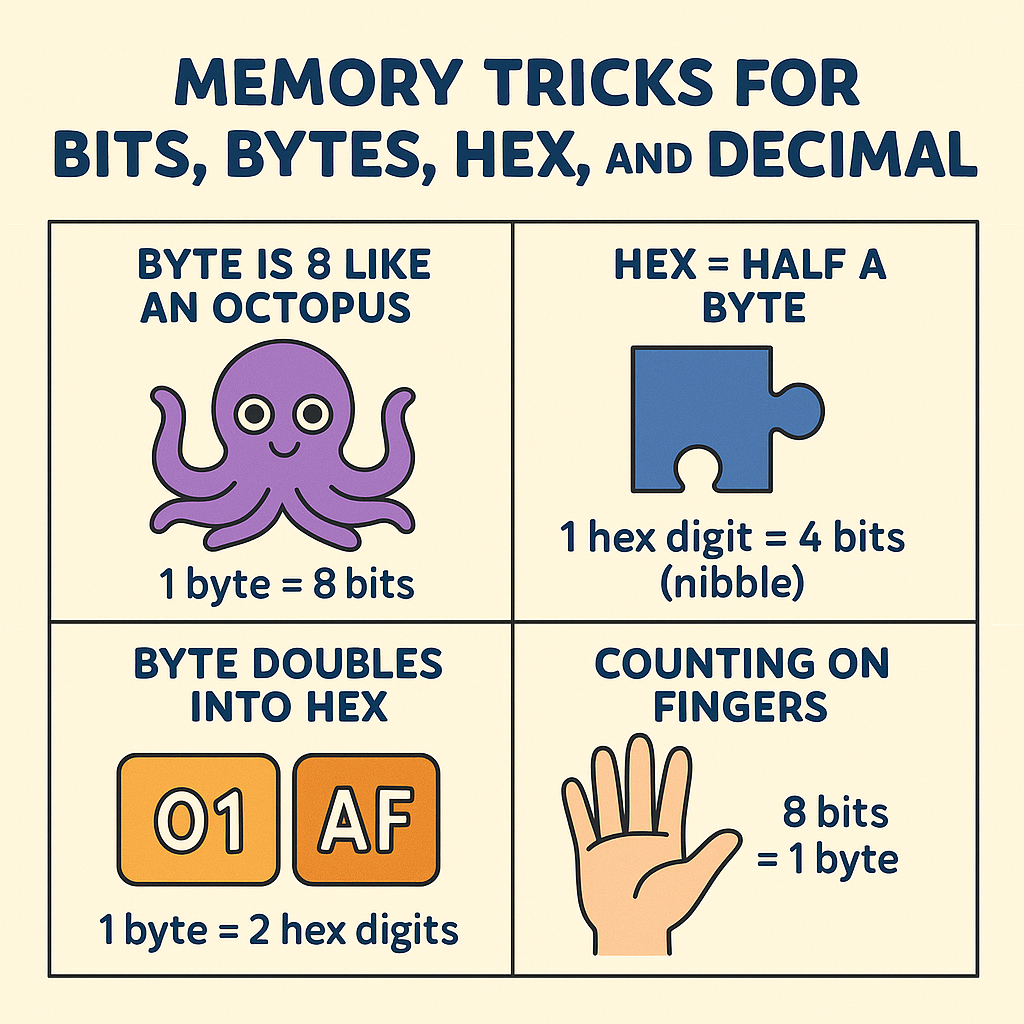 MEMORY TRICKS FOR
BITS, BYTES, HEX, AND DECIMAL
BYTE IS 8 LIKE
AN OCTOPUS
1 byte = 8 bits
HEX = HALF A
BYTE
1 hex digit = 4 bits
(nibble)
BYTE DOUBLES
INTO HEX
01 AF
1 byte = 2 hex digits
COUNTING ON
FINGERS
8 bits
= 1 byte